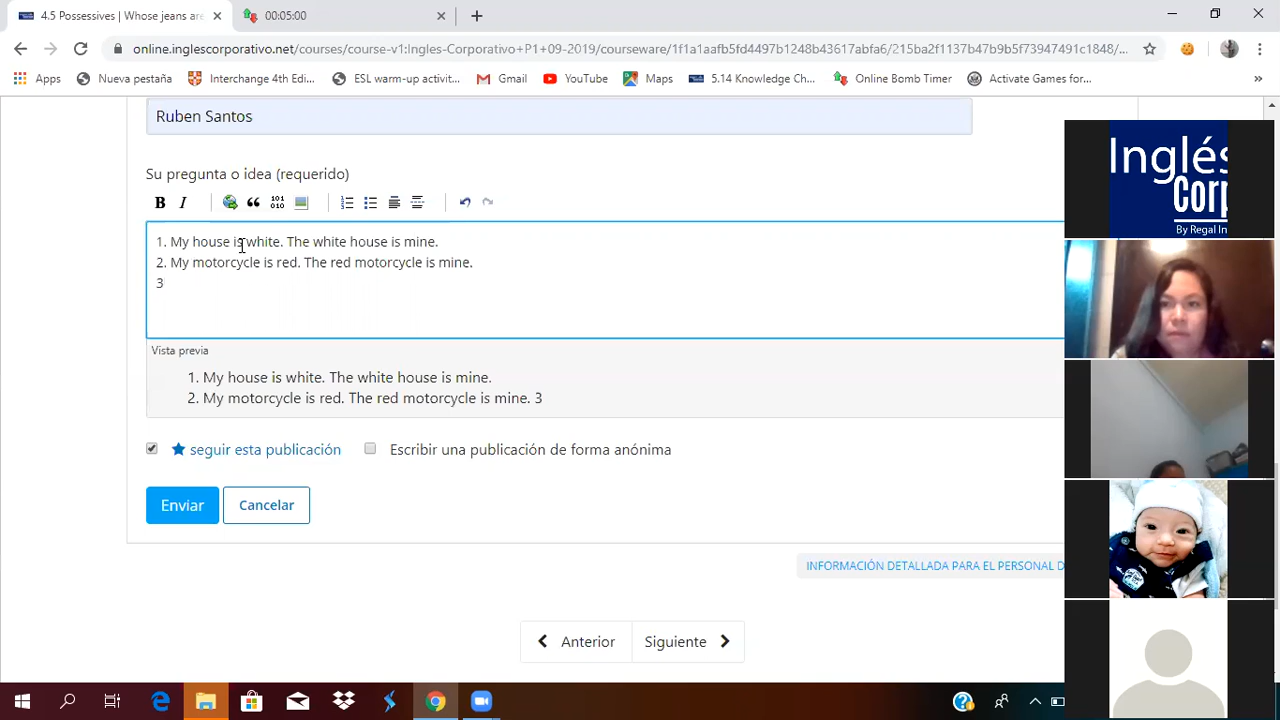 4.5 Possessives | Whose jeans are
00:05:00
online.inglescorporativo.net/courses/course-v1:Ingles-Corporativo+P1+09-2019/courseware/1f1a1aafb5fd4497b1248b43617abfa6/215ba2f1137b47b9b5f73947491c1848/...
Apps
Nueva pestaña
Interchange 4th Edi...
ESL warm-up activit...
Gmail
YouTube
Maps
5.14 Knowledge Ch...
Online Bomb Timer
Activate Games for...
»
Ruben Santos
Su pregunta o idea (requerido)
B I
101
010
1. My house is white. The white house is mine.
2. My motorcycle is red. The red motorcycle is mine.
3
Vista previa
1. My house is white. The white house is mine.
2. My motorcycle is red. The red motorcycle is mine. 3
seguir esta publicación
Escribir una publicación de forma anónima
Enviar
Cancelar
INFORMACIÓN DETALLADA PARA EL PERSONAL D
Anterior
Siguiente
Inglés
Corp
By Regal In